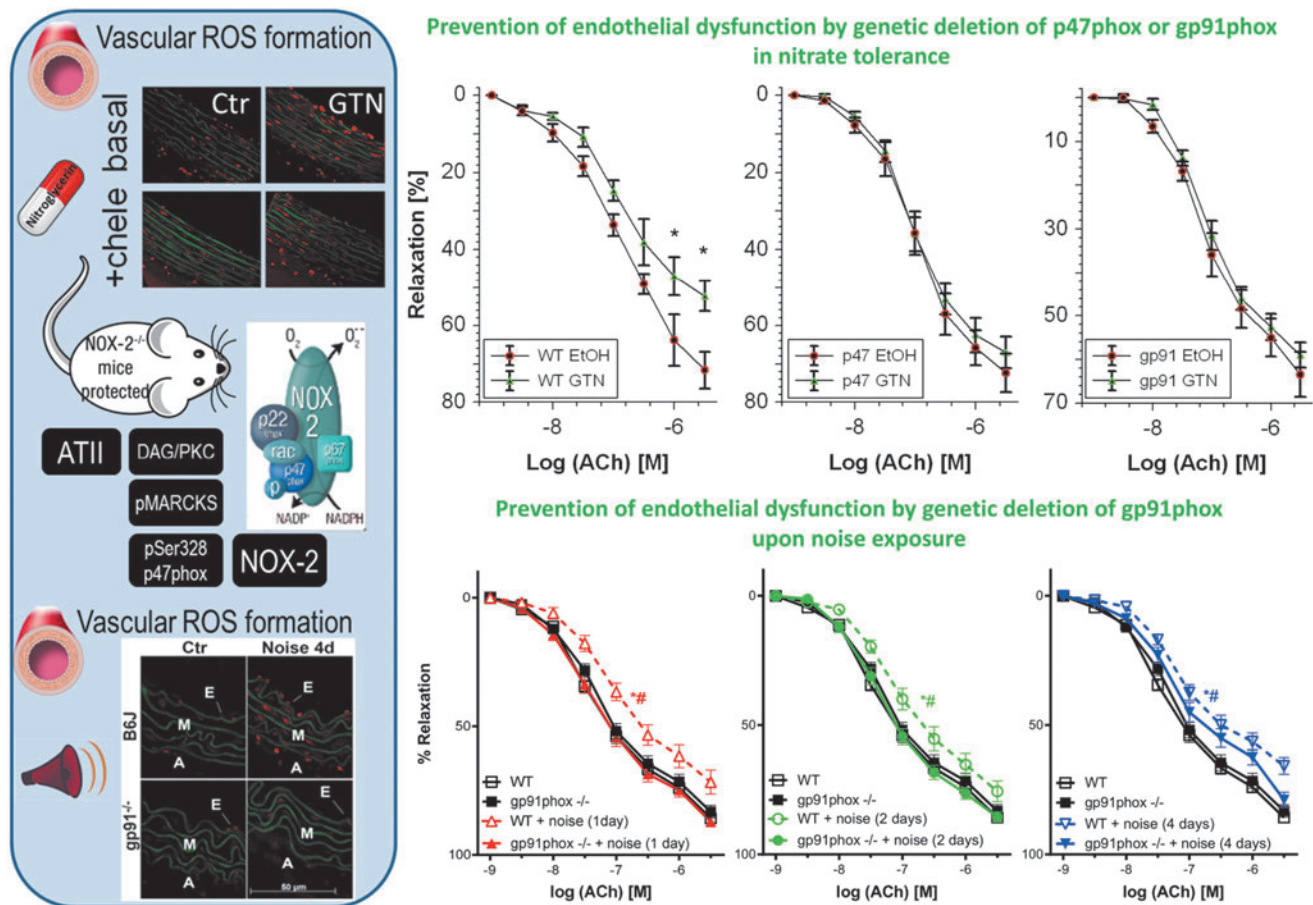 Vascular ROS formation
Ctr
GTN
basal
+chele
Nitroglycerin
NOX-2-/-
mice
protected
O2
O2•-
NOX
2
p22
phox
rac
p67
phox
p47
phox
p
NADP+
NADPH
ATII
DAG/PKC
pMARCKS
pSer328
p47phox
NOX-2
Vascular ROS formation
Ctr
Noise 4d
B6J
E
M
A
E
M
A
gp91-/-
E
M
A
E
M
A
50 µm
Prevention of endothelial dysfunction by genetic deletion of p47phox or gp91phox
in nitrate tolerance
Relaxation [%]
0
20
40
60
80
* *
WT EtOH
WT GTN
-8
-6
Log (ACh) [M]
0
20
40
60
80
p47 EtOH
p47 GTN
-8
-6
Log (ACh) [M]
10
30
50
70
gp91 EtOH
gp91 GTN
-8
-6
Log (Ach) [M]
Prevention of endothelial dysfunction by genetic deletion of gp91phox
upon noise exposure
% Relaxation
0
50
100
*#
WT
gp91phox -/-
WT + noise (1day)
gp91phox -/- + noise (1 day)
-9 -8 -7 -6
log (ACh) [M]
0
50
100
*#
WT
gp91phox -/-
WT + noise (2 days)
gp91phox -/- + noise (2 days)
-9 -8 -7 -6
log (ACh) [M]
0
50
100
*#
WT
gp91phox -/-
WT + noise (4 days)
gp91phox -/- + noise (4 days)
-9 -8 -7 -6
log (ACh) [M]